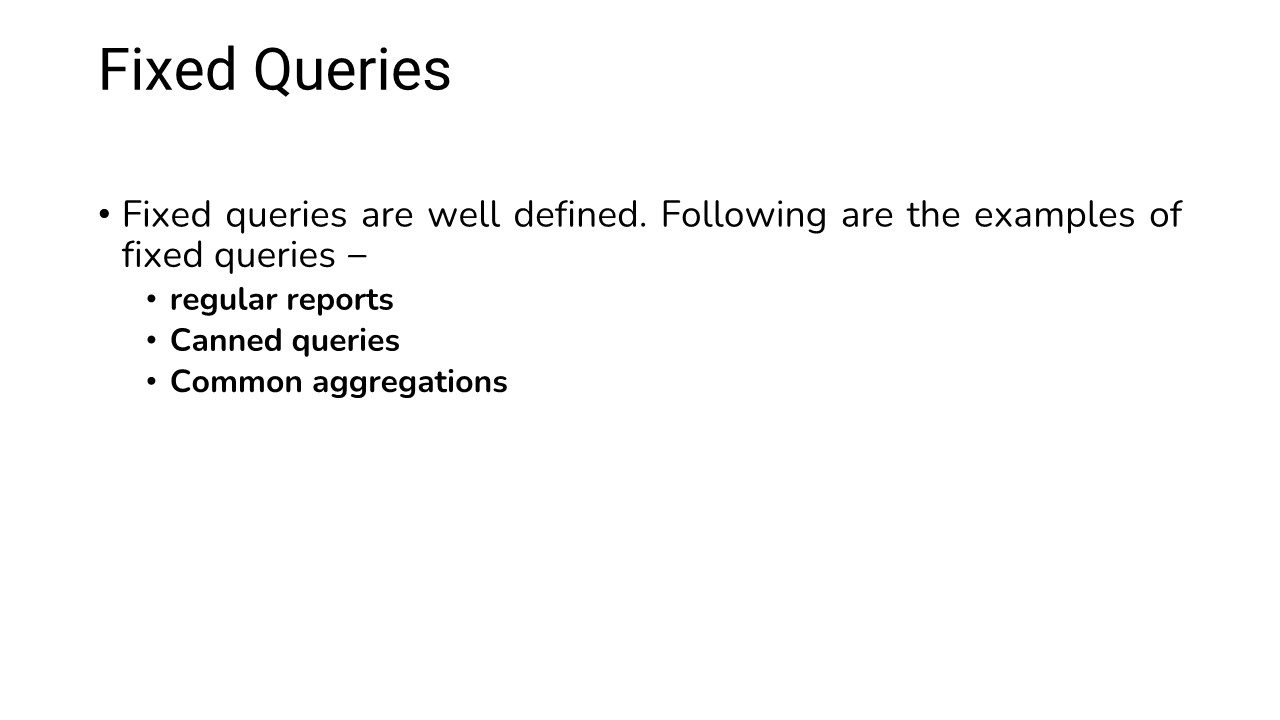 Fixed Queries
• Fixed queries are well defined. Following are the examples of
fixed queries −
• regular reports
• Canned queries
• Common aggregations